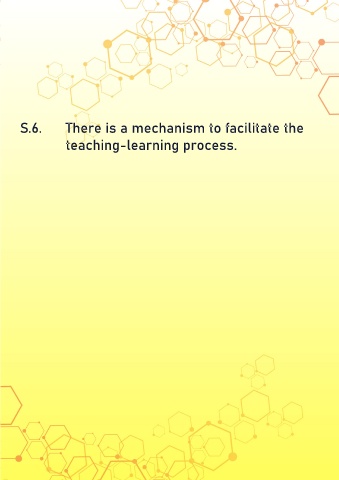 S.6. There is a mechanism to facilitate the
teaching-learning process.